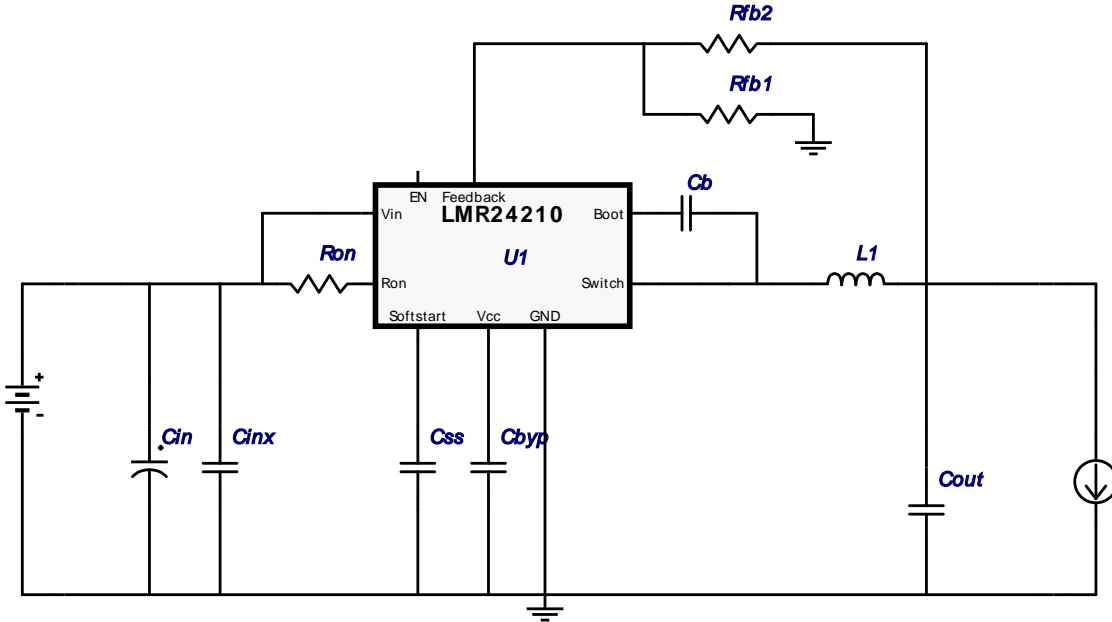 Rfb2
Rfb1
Cb
EN Feedback
LMR24210
Vin
Boot
Ron
U1
L1
Ron
Switch
Softstart Vcc GND
+
-
Cin
Cinx
Css
Cbyp
Cout